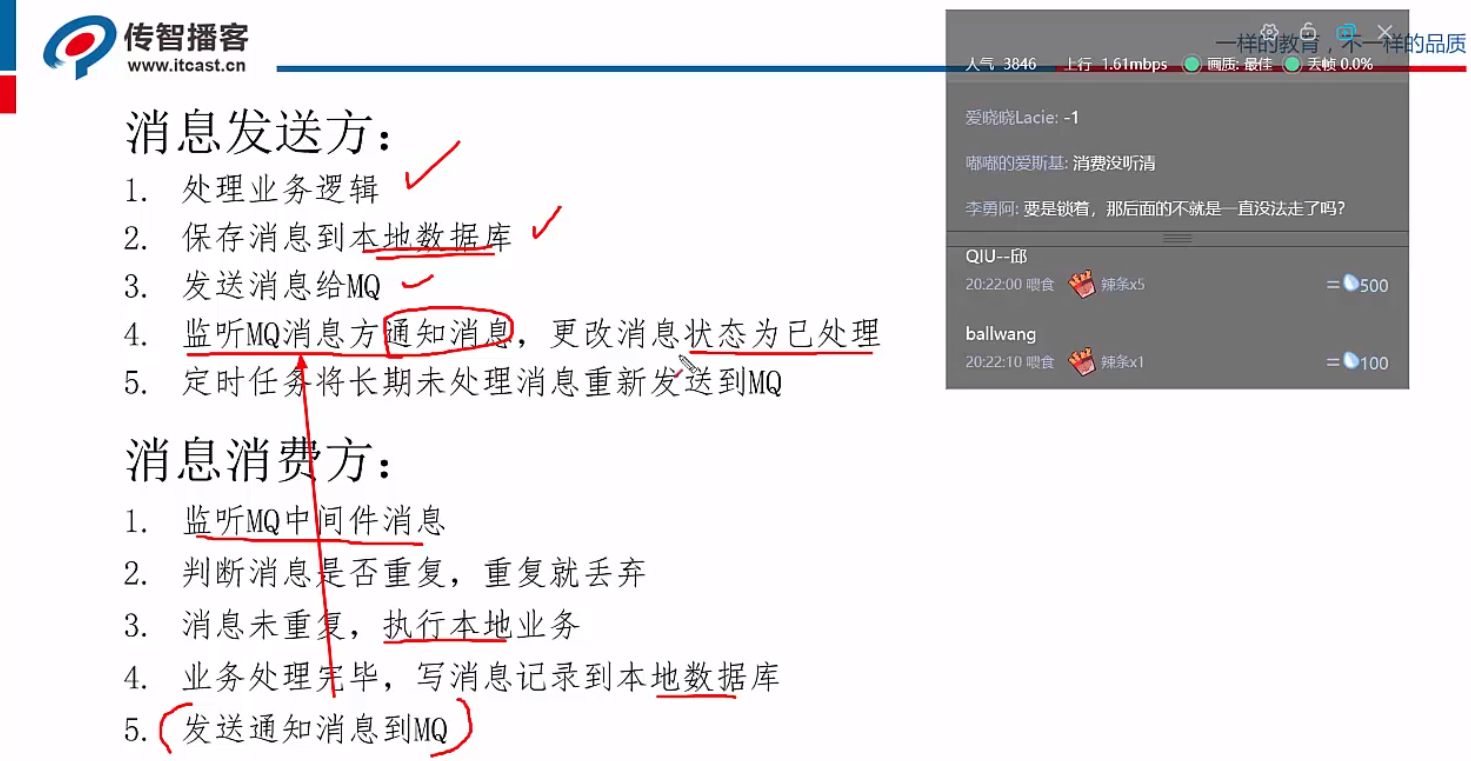 传智播客
www.itcast.cn
一样的教育，不一样的品质
人气 3846 上行 1.61mbps 画质: 最佳 丢帧 0.0%
爱晓晓Lacie: -1
嘟嘟的爱斯基: 消费没听清
李勇阿: 要是锁着，那后面的不就是一直没法走了吗?
QIU--邱
20:22:00 喂食 辣条x5 =500
ballwang
20:22:10 喂食 辣条x1 =100
消息发送方：
1. 处理业务逻辑
2. 保存消息到本地数据库
3. 发送消息给MQ
4. 监听MQ消息方通知消息，更改消息状态为已处理
5. 定时任务将长期未处理消息重新发送到MQ
消息消费方：
1. 监听MQ中间件消息
2. 判断消息是否重复，重复就丢弃
3. 消息未重复，执行本地业务
4. 业务处理完毕，写消息记录到本地数据库
5. 发送通知消息到MQ